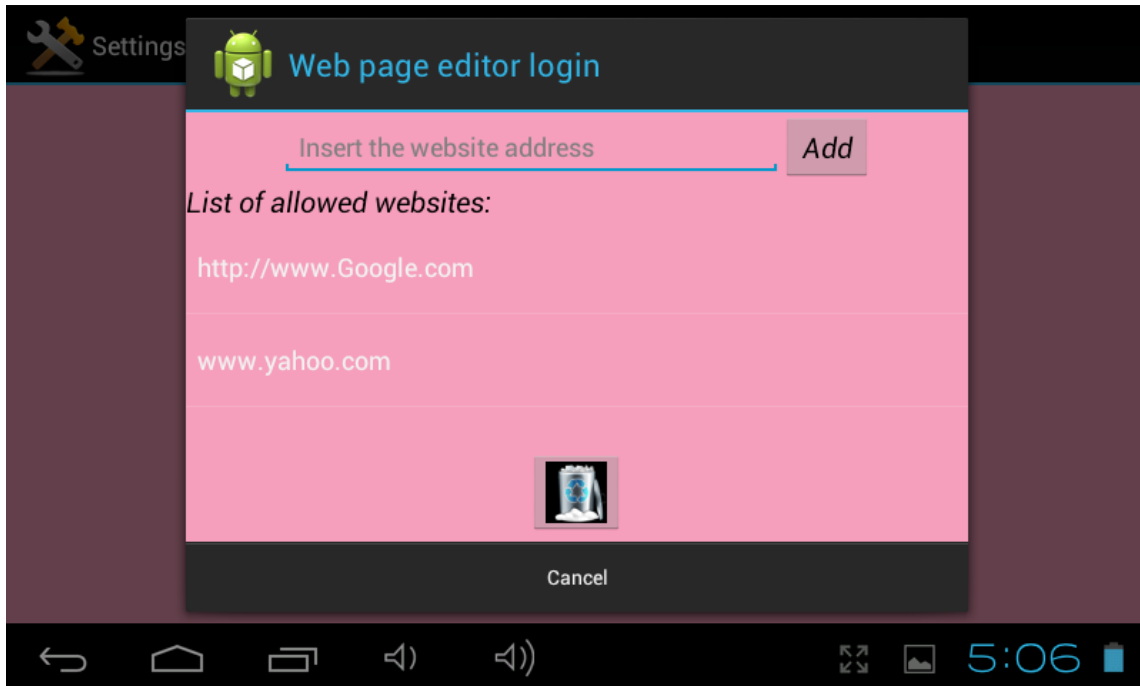 Settings
Web page editor login
Insert the website address
Add
List of allowed websites:
http://www.Google.com
www.yahoo.com
Cancel
5:06